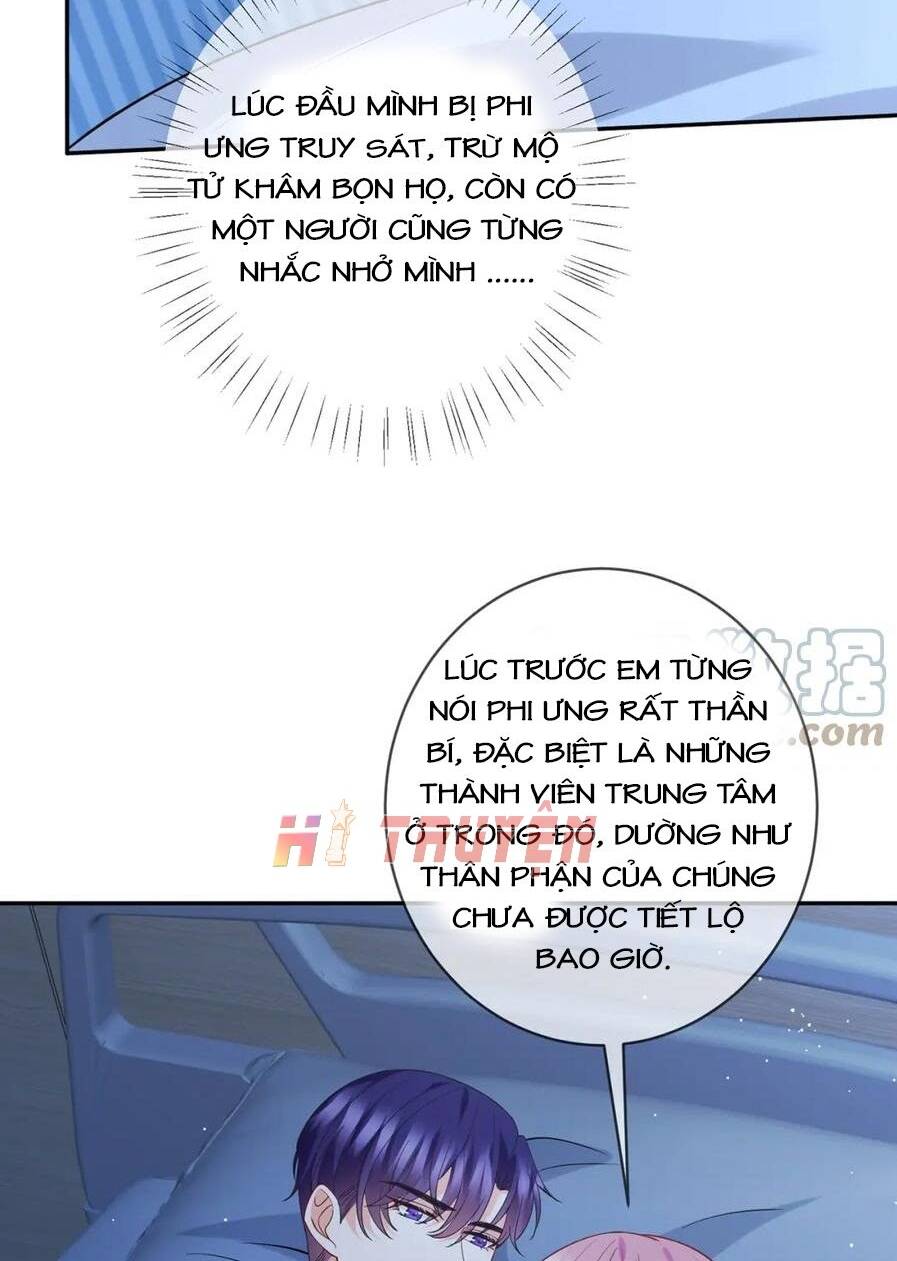 LÚC ĐẦU MÌNH BỊ PHI
ƯNG TRUY SÁT, TRỪ MỘ
TỬ KHÂM BỌN HỌ, CÒN CÓ
MỘT NGƯỜI CŨNG TỪNG
NHẮC NHỞ MÌNH ......
LÚC TRƯỚC EM TỪNG
NÓI PHI ƯNG RẤT THẦN
BÍ, ĐẶC BIỆT LÀ NHỮNG
THÀNH VIÊN TRUNG TÂM
Ở TRONG ĐÓ, DƯỜNG NHƯ
THÂN PHẬN CỦA CHÚNG
CHƯA ĐƯỢC TIẾT LỘ
BAO GIỜ.
数据
.com
HI TRUYỆN